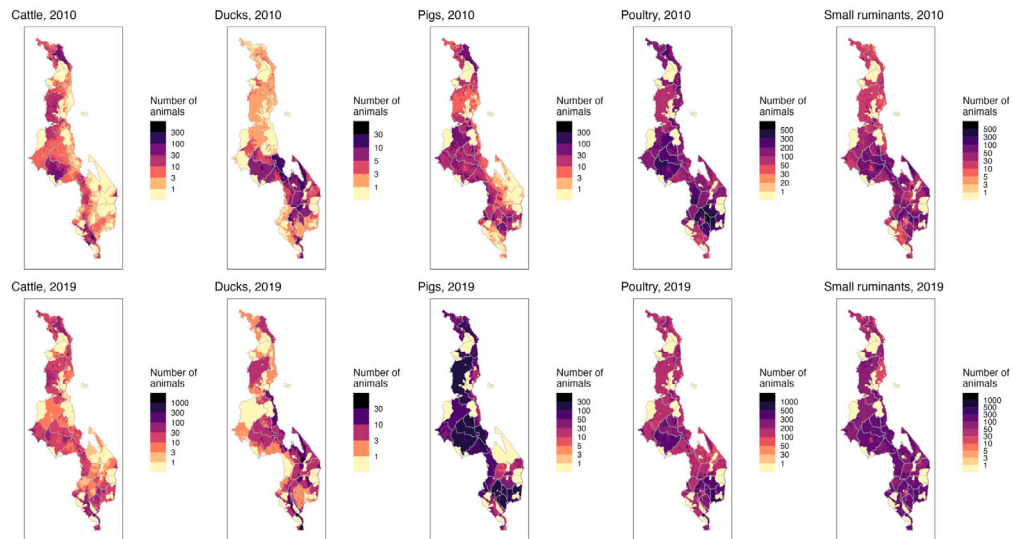 Cattle, 2010
Number of
animals
300
100
30
10
3
1
Ducks, 2010
Number of
animals
30
10
5
3
1
Pigs, 2010
Number of
animals
300
100
30
10
3
1
Poultry, 2010
Number of
animals
500
300
200
100
50
30
20
1
Small ruminants, 2010
Number of
animals
500
300
100
50
30
10
5
3
1
Cattle, 2019
Number of
animals
1000
300
100
30
10
3
1
Ducks, 2019
Number of
animals
30
10
3
1
Pigs, 2019
Number of
animals
300
100
50
30
10
5
3
1
Poultry, 2019
Number of
animals
1000
500
300
200
100
50
30
1
Small ruminants, 2019
Number of
animals
1000
500
300
100
50
30
10
5
3
1